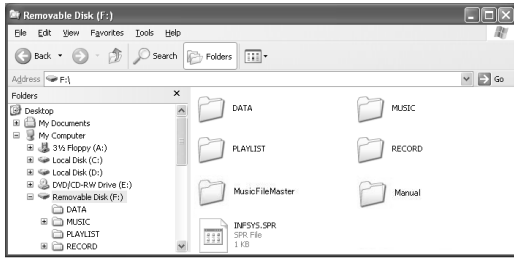 Removable Disk (F:)
File Edit View Favorites Tools Help
Back Search Folders
Address F:\ Go
Folders
Desktop
My Documents
My Computer
3½ Floppy (A:)
Local Disk (C:)
Local Disk (D:)
DVD/CD-RW Drive (E:)
Removable Disk (F:)
DATA
MUSIC
PLAYLIST
RECORD
DATA MUSIC
PLAYLIST RECORD
MusicFileMaster Manual
INFSYS.SPR
SPR File
1 KB